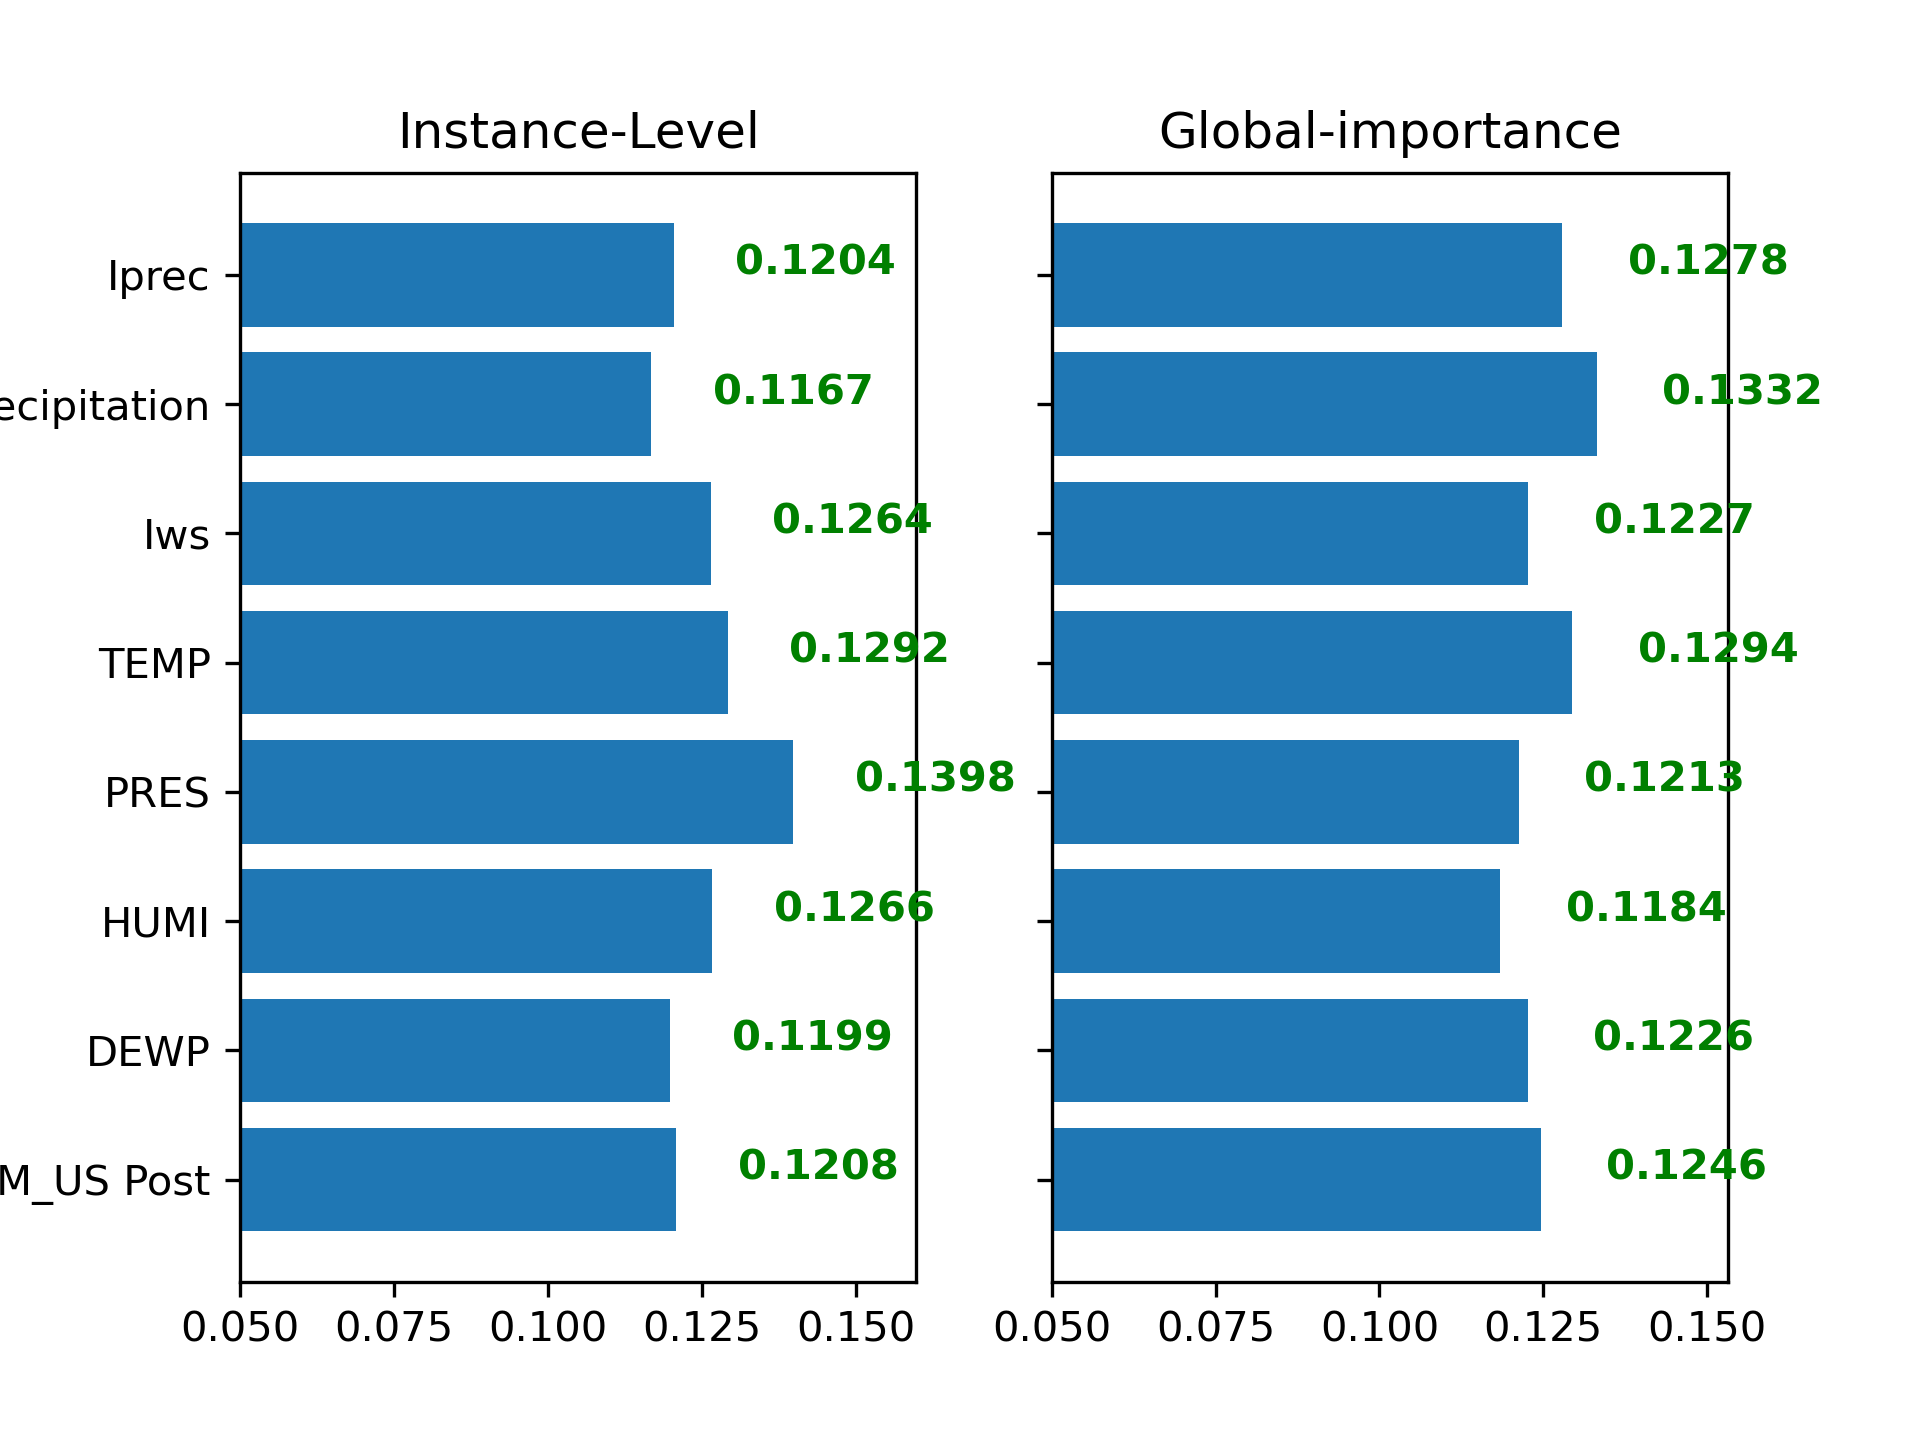 Instance-Level
Global-importance
Iprec
0.1204
0.1278
ecipitation
0.1167
0.1332
Iws
0.1264
0.1227
TEMP
0.1292
0.1294
PRES
0.1398
0.1213
HUMI
0.1266
0.1184
DEWP
0.1199
0.1226
M_US Post
0.1208
0.1246
0.050 0.075 0.100 0.125 0.150
0.050 0.075 0.100 0.125 0.150